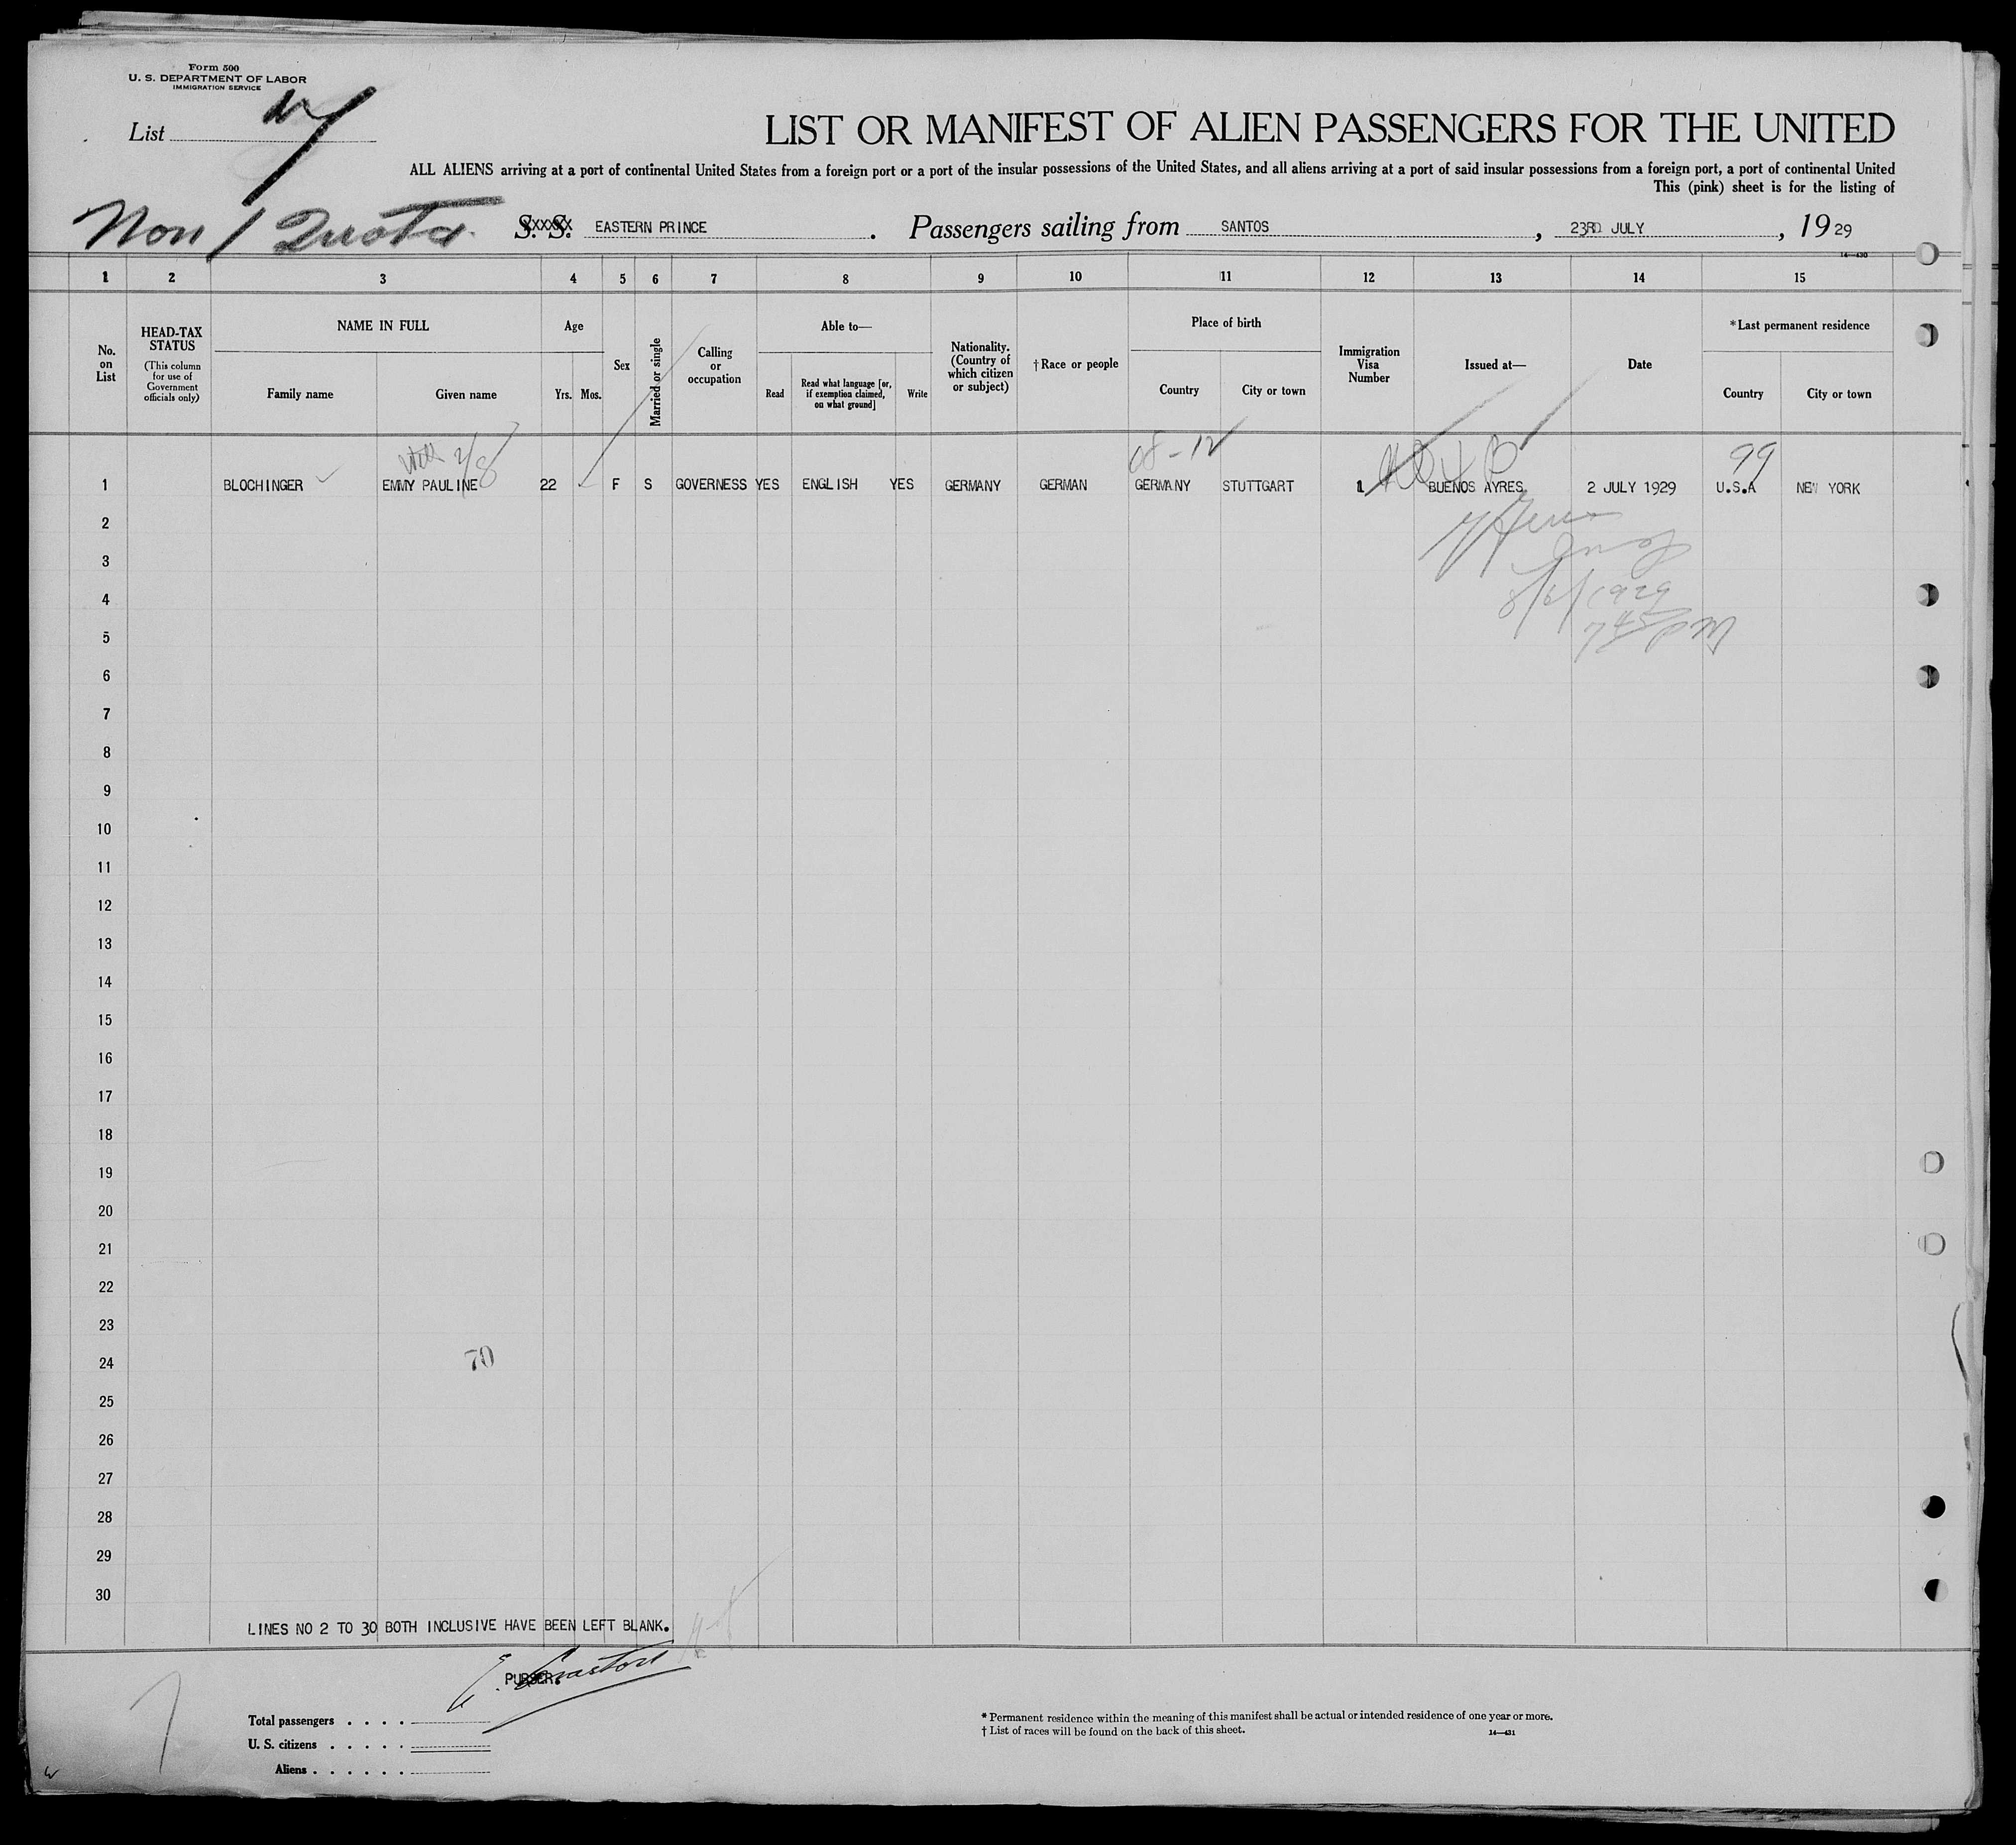 Form 500
U. S. DEPARTMENT OF LABOR
IMMIGRATION SERVICE
List
LIST OR MANIFEST OF ALIEN PASSENGERS FOR THE UNITED
ALL ALIENS arriving at a port of continental United States from a foreign port or a port of the insular possessions of the United States, and all aliens arriving at a port of said insular possessions from a foreign port, a port of continental United
This (pink) sheet is for the listing of
Non Quota S. S. EASTERN PRINCE . Passengers sailing from SANTOS , 23RD JULY , 1929
14—430
1 2 3 4 5 6 7 8 9 10 11 12 13 14 15
No. on List
HEAD-TAX STATUS
(This column for use of Government officials only)
NAME IN FULL
Family name Given name
Age
Yrs. Mos.
Sex
Married or single
Calling or occupation
Able to—
Read
Read what language [or, if exemption claimed, on what ground]
Write
Nationality. (Country of which citizen or subject)
† Race or people
Place of birth
Country City or town
Immigration Visa Number
Issued at—
Date
*Last permanent residence
Country City or town
2/8 08-12 99
1 BLOCHINGER EMMY PAULINE 22 F S GOVERNESS YES ENGLISH YES GERMANY GERMAN GERMANY STUTTGART 1 BUENOS AYRES. 2 JULY 1929 U.S.A NEW YORK
2
3
4
5
6
7
8
9
10
11
12
13
14
15
16
17
18
19
20
21
22
23
24 70
25
26
27
28
29
30
LINES NO 2 TO 30 BOTH INCLUSIVE HAVE BEEN LEFT BLANK.
PURSER.
Total passengers . . . .
U. S. citizens . . . . .
Aliens . . . . . .
* Permanent residence within the meaning of this manifest shall be actual or intended residence of one year or more.
† List of races will be found on the back of this sheet.
14—431